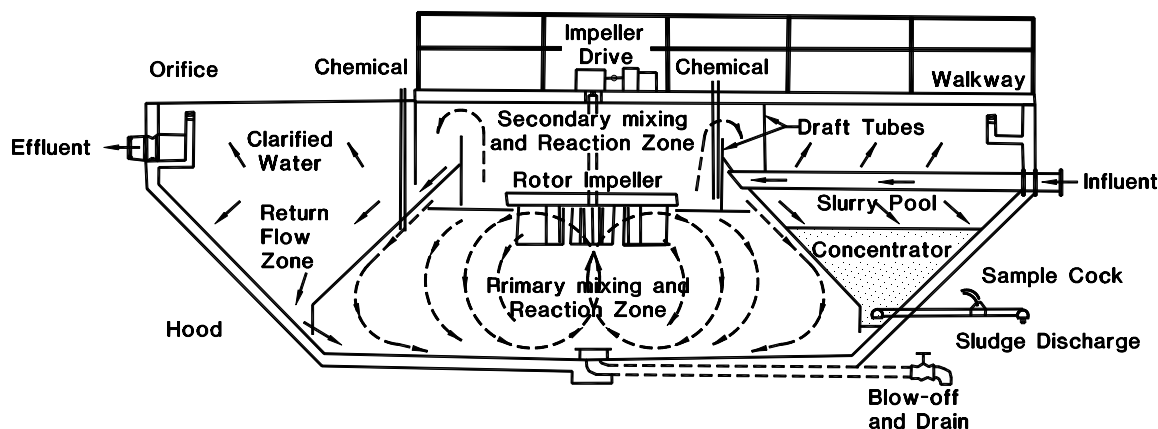 Impeller
Drive
Orifice
Chemical
Chemical
Walkway
Effluent
Clarified
Water
Secondary mixing
and Reaction Zone
Draft Tubes
Rotor Impeller
Influent
Return
Flow
Zone
Slurry Pool
Concentrator
Primary mixing and
Reaction Zone
Sample Cock
Hood
Sludge Discharge
Blow-off
and Drain